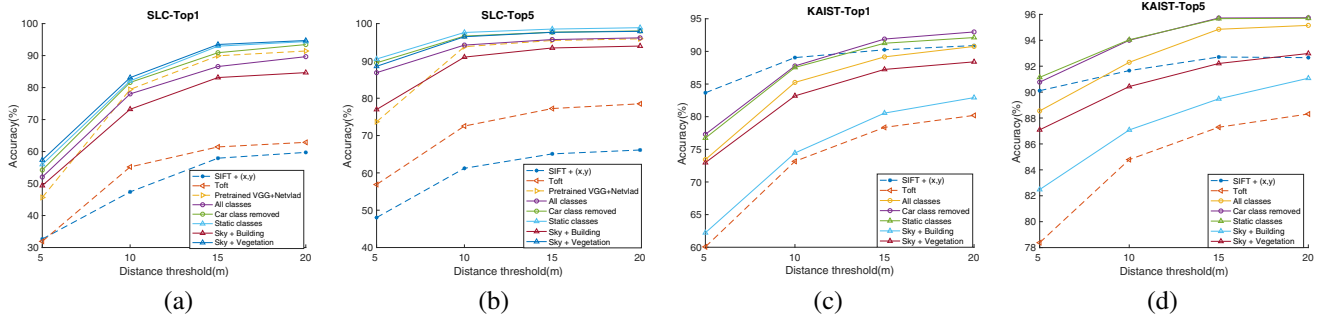 SLC-Top1
Accuracy(%)
100
90
80
70
60
50
40
30
5
10
15
20
Distance threshold(m)
SIFT + (x,y)
Toft
Pretrained VGG+Netvlad
All classes
Car class removed
Static classes
Sky + Building
Sky + Vegetation
(a)
SLC-Top5
Accuracy(%)
100
90
80
70
60
50
40
5
10
15
20
Distance threshold(m)
SIFT + (x,y)
Toft
Pretrained VGG+Netvlad
All classes
Car class removed
Static classes
Sky + Building
Sky + Vegetation
(b)
KAIST-Top1
Accuracy(%)
95
90
85
80
75
70
65
60
5
10
15
20
Distance threshold(m)
SIFT + (x,y)
Toft
All classes
Car class removed
Static classes
Sky + Building
Sky + Vegetation
(c)
KAIST-Top5
Accuracy(%)
96
94
92
90
88
86
84
82
80
78
5
10
15
20
Distance threshold(m)
SIFT + (x,y)
Toft
All classes
Car class removed
Static classes
Sky + Building
Sky + Vegetation
(d)